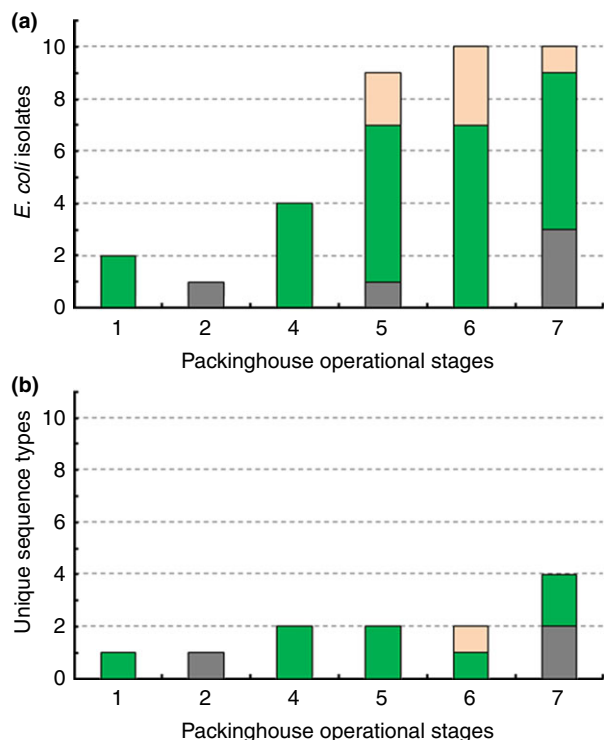 (a)
E. coli isolates
10
8
6
4
2
0
1 2 4 5 6 7
Packinghouse operational stages
(b)
Unique sequence types
10
8
6
4
2
0
1 2 4 5 6 7
Packinghouse operational stages